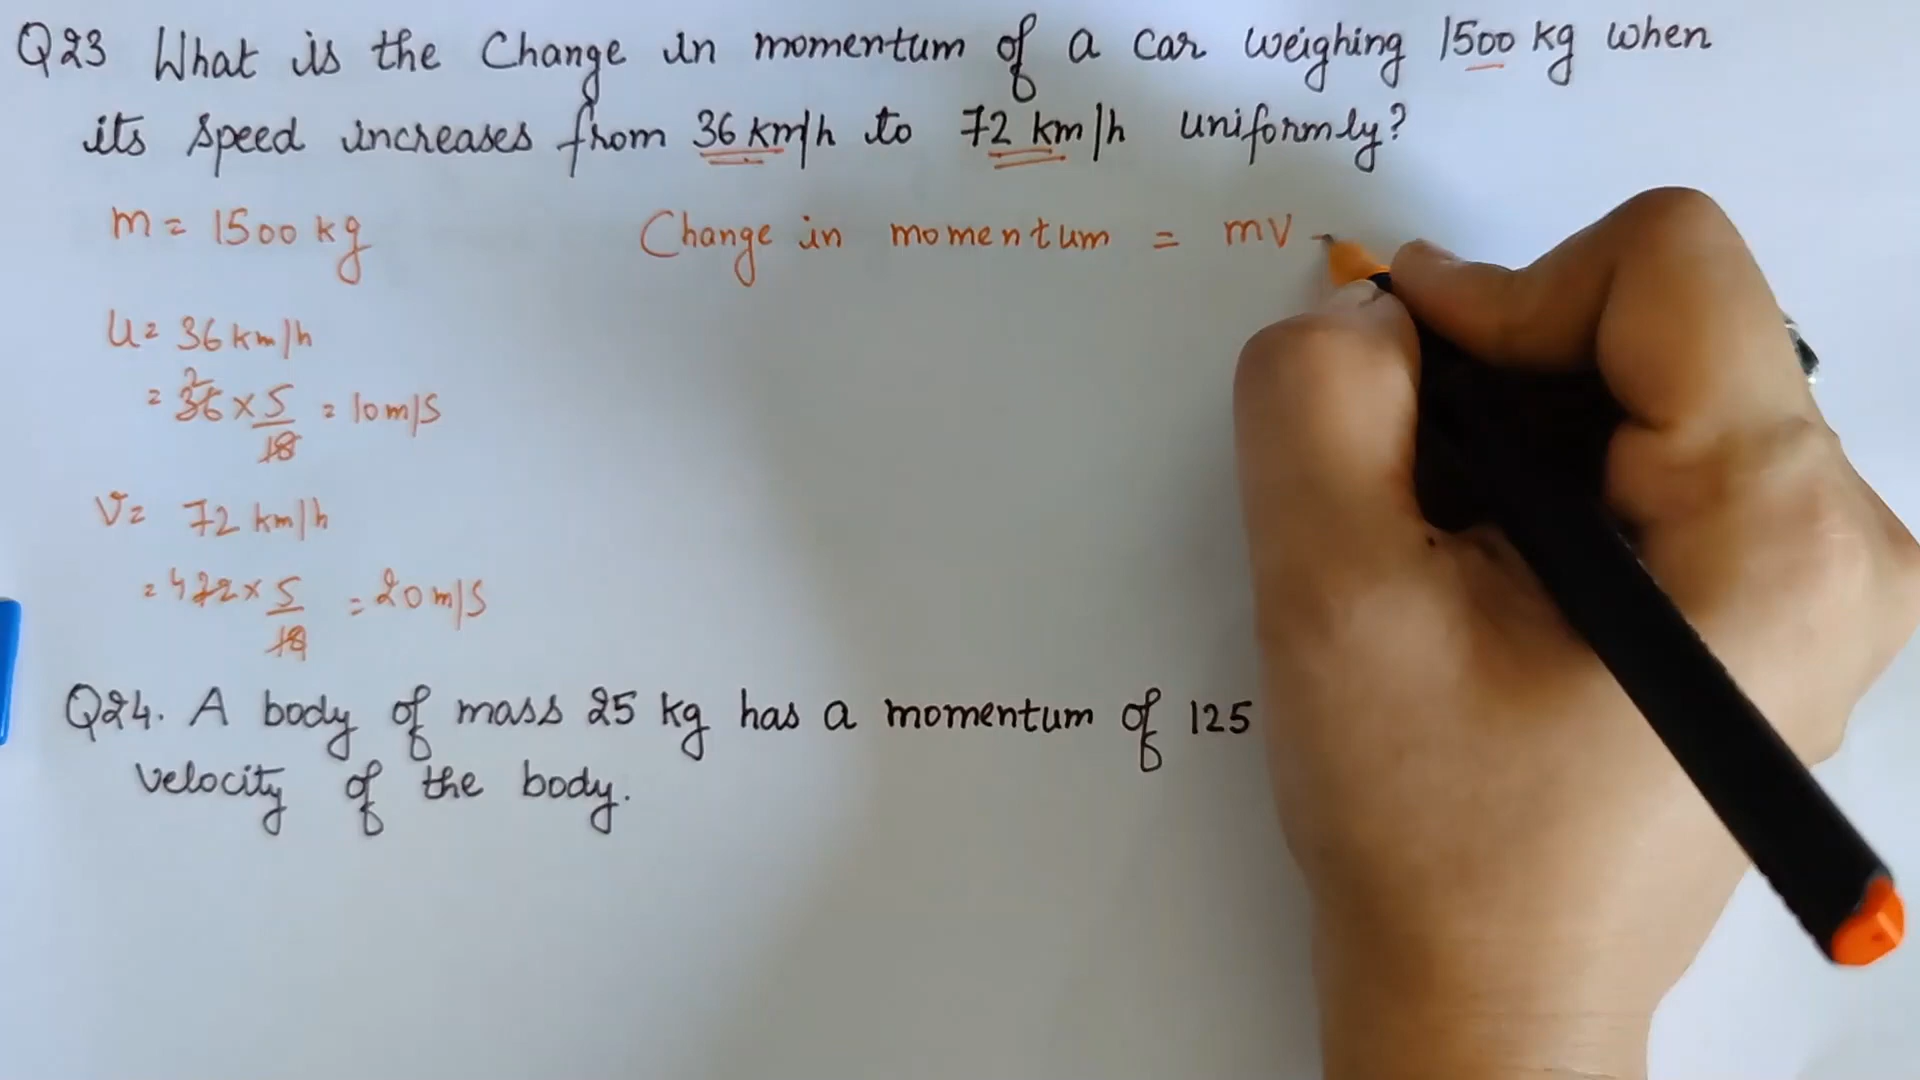 Q23 What is the Change in momentum of a car weighing 1500 kg when
its speed increases from 36 km/h to 72 km/h uniformly?
m = 1500 kg
Change in momentum = mv -
u = 36 km/h
= 36 2 × 5/18 = 10 m/s
v = 72 km/h
= 4 72 × 5/18 = 20 m/s
Q24. A body of mass 25 kg has a momentum of 125
velocity of the body.